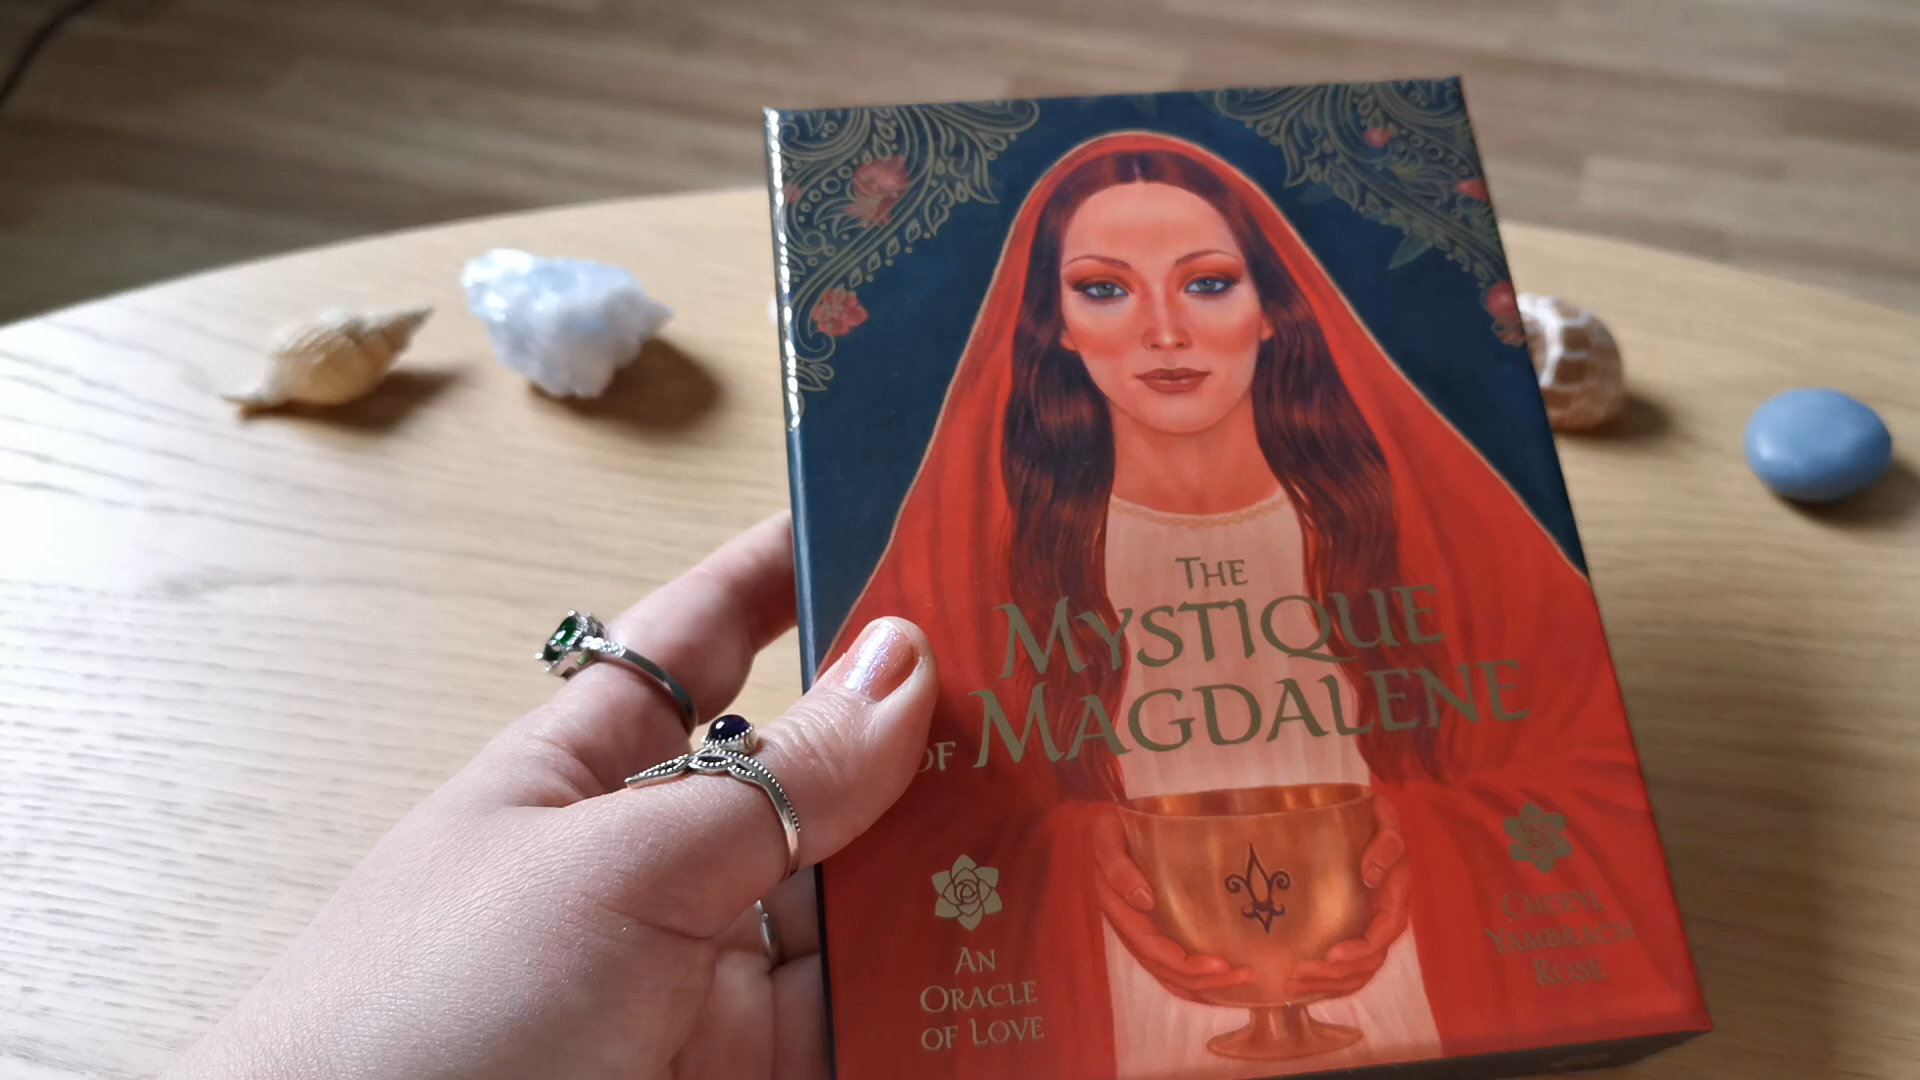 THE
MYSTIQUE
OF MAGDALENE
AN
ORACLE
OF LOVE
CHERYL
YAMBRACH
ROSE